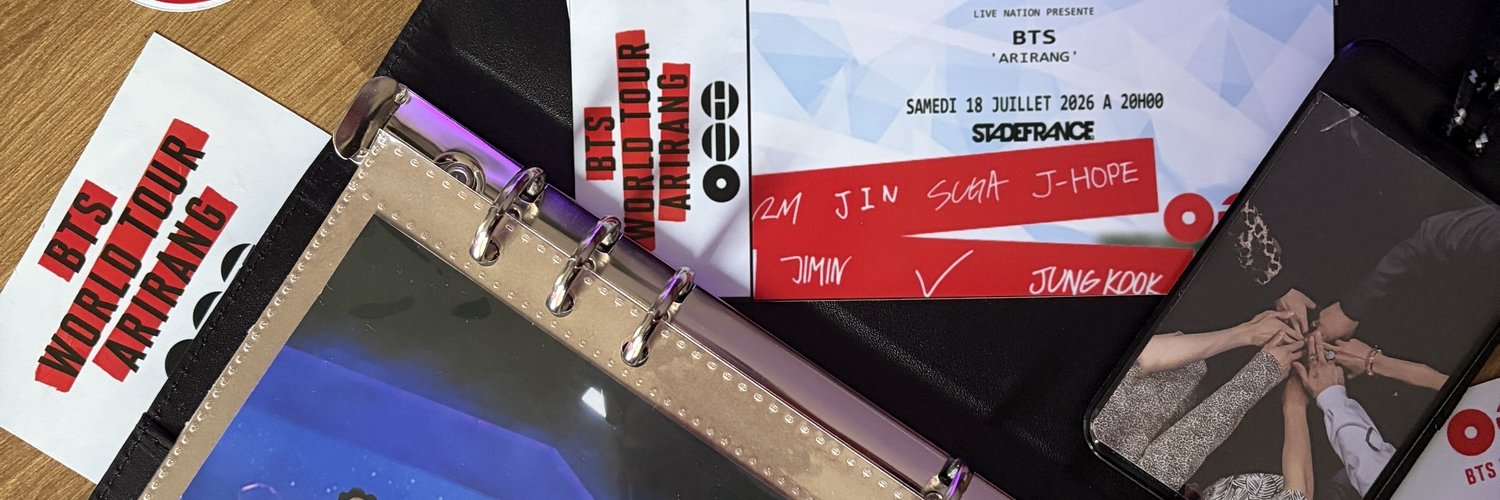 BTS
WORLD TOUR
ARIRANG
BTS
WORLD TOUR
ARIRANG
LIVE NATION PRESENTE
BTS
'ARIRANG'
SAMEDI 18 JUILLET 2026 A 20H00
STADEFRANCE
RM JIN SUGA J-HOPE
JIMIN V JUNG KOOK
BTS